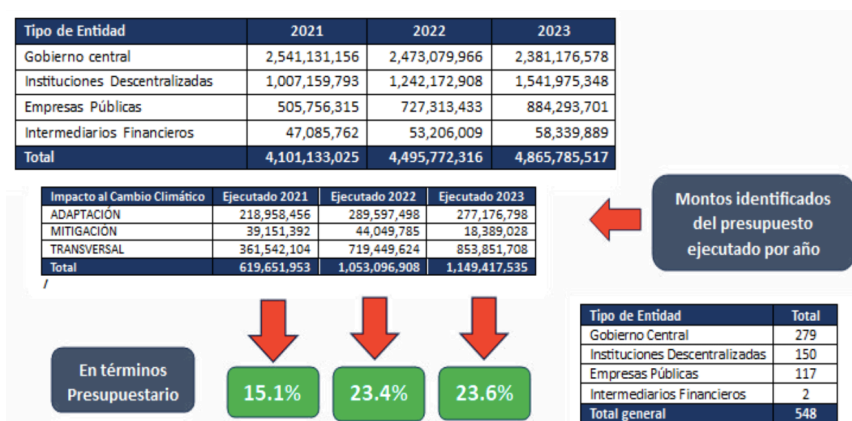 Tipo de Entidad 2021 2022 2023
Gobierno central 2,541,131,156 2,473,079,966 2,381,176,578
Instituciones Descentralizadas 1,007,159,793 1,242,172,908 1,541,975,348
Empresas Públicas 505,756,315 727,313,433 884,293,701
Intermediarios Financieros 47,085,762 53,206,009 58,339,889
Total 4,101,133,025 4,495,772,316 4,865,785,517
Impacto al Cambio Climático Ejecutado 2021 Ejecutado 2022 Ejecutado 2023
ADAPTACIÓN 218,958,456 289,597,498 277,176,798
MITIGACIÓN 39,151,392 44,049,785 18,389,028
TRANSVERSAL 361,542,104 719,449,624 853,851,708
Total 619,651,953 1,053,096,908 1,149,417,535
/
Montos identificados
del presupuesto
ejecutado por año
En términos
Presupuestario
15.1% 23.4% 23.6%
Tipo de Entidad Total
Gobierno Central 279
Instituciones Descentralizadas 150
Empresas Públicas 117
Intermediarios Financieros 2
Total general 548